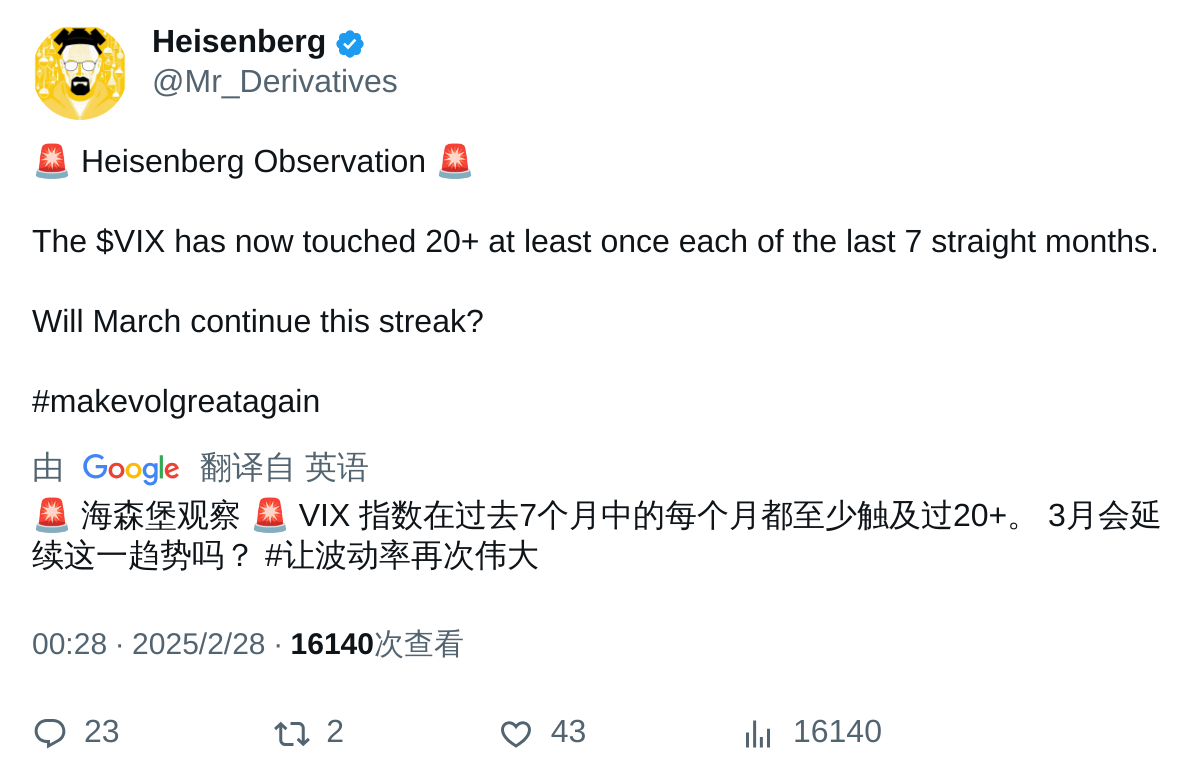 Heisenberg
@Mr_Derivatives
🚨 Heisenberg Observation 🚨
The $VIX has now touched 20+ at least once each of the last 7 straight months.
Will March continue this streak?
#makevolgreatagain
由 Google 翻译自 英语
🚨 海森堡观察 🚨 VIX 指数在过去7个月中的每个月都至少触及过20+。 3月会延
续这一趋势吗？ #让波动率再次伟大
00:28 · 2025/2/28 · 16140次查看
23 2 43 16140